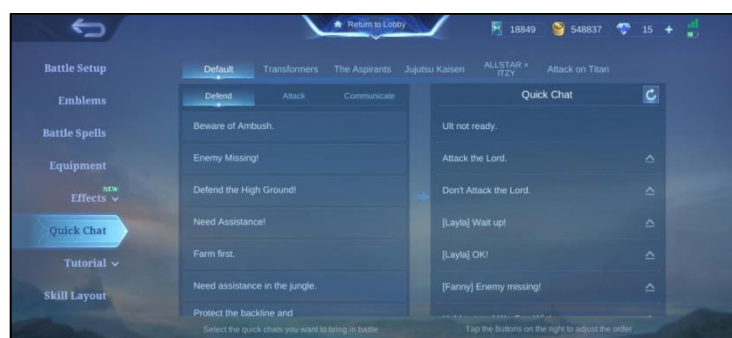 Return to Lobby
18849
548837
15
Battle Setup
Emblems
Battle Spells
Equipment
NEW
Effects
Quick Chat
Tutorial
Skill Layout
Default
Transformers
The Aspirants
Jujutsu Kaisen
ALLSTAR ×
ITZY
Attack on Titan
Defend
Attack
Communicate
Beware of Ambush.
Enemy Missing!
Defend the High Ground!
Need Assistance!
Farm first.
Need assistance in the jungle.
Protect the backline and
Select the quick chats you want to bring in battle
Quick Chat
Ult not ready.
Attack the Lord.
Don't Attack the Lord.
[Layla] Wait up!
[Layla] OK!
[Fanny] Enemy missing!
Tap the buttons on the right to adjust the order